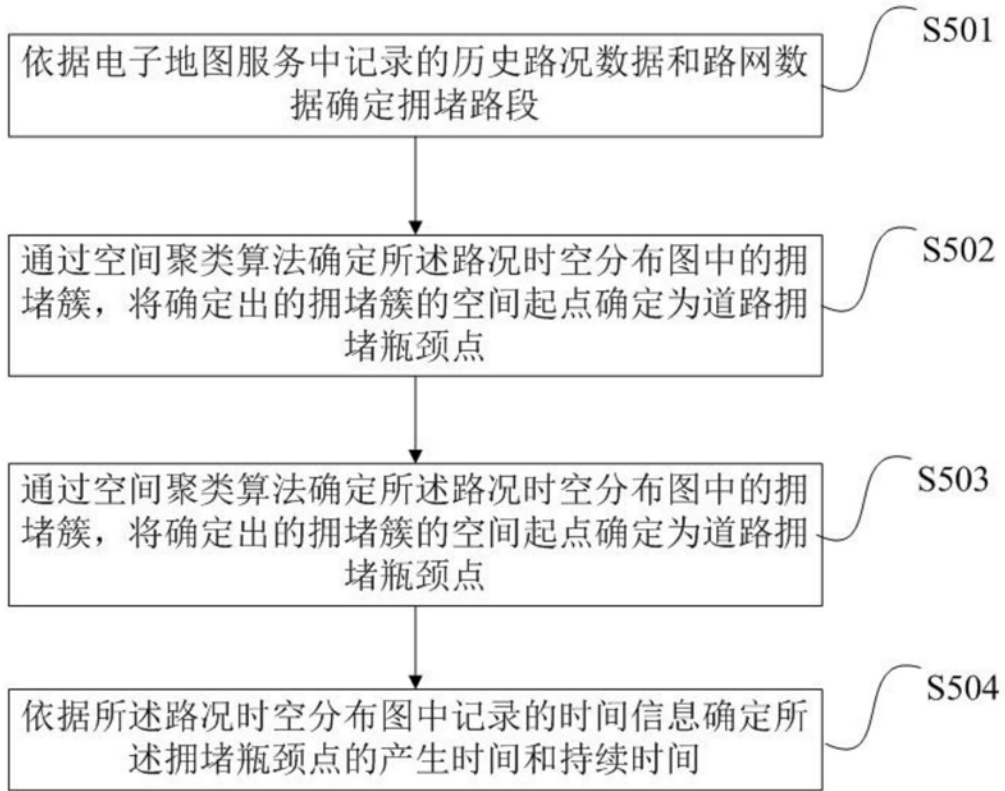 S501
依据电子地图服务中记录的历史路况数据和路网数
据确定拥堵路段
S502
通过空间聚类算法确定所述路况时空分布图中的拥
堵簇，将确定出的拥堵簇的空间起点确定为道路拥
堵瓶颈点
S503
通过空间聚类算法确定所述路况时空分布图中的拥
堵簇，将确定出的拥堵簇的空间起点确定为道路拥
堵瓶颈点
S504
依据所述路况时空分布图中记录的时间信息确定所
述拥堵瓶颈点的产生时间和持续时间